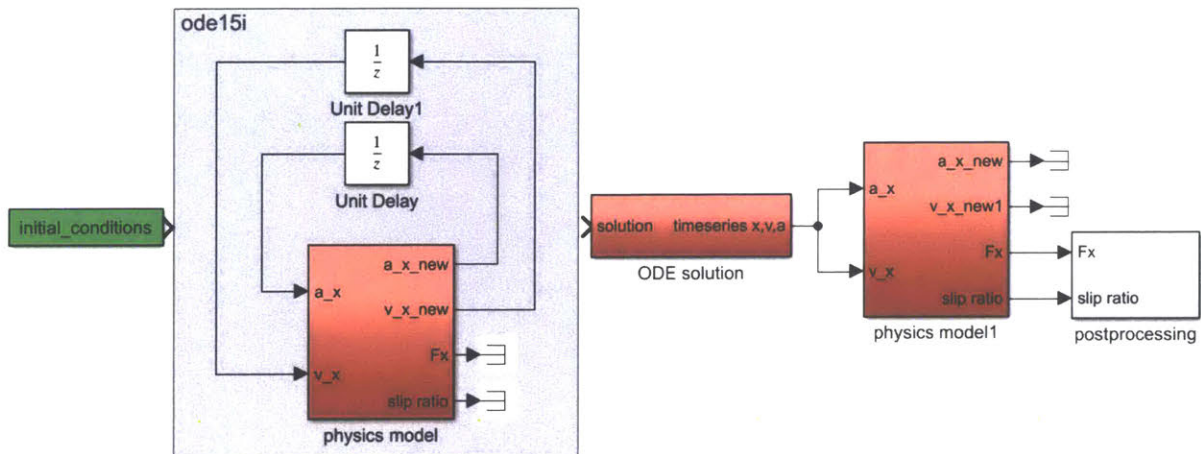 ode15i
1
z
Unit Delay1
1
z
Unit Delay
initial_conditions
a_x
v_x
a_x_new
v_x_new
Fx
slip ratio
physics model
solution timeseries x,v,a
ODE solution
a_x
v_x
a_x_new
v_x_new1
Fx
slip ratio
physics model1
Fx
slip ratio
postprocessing